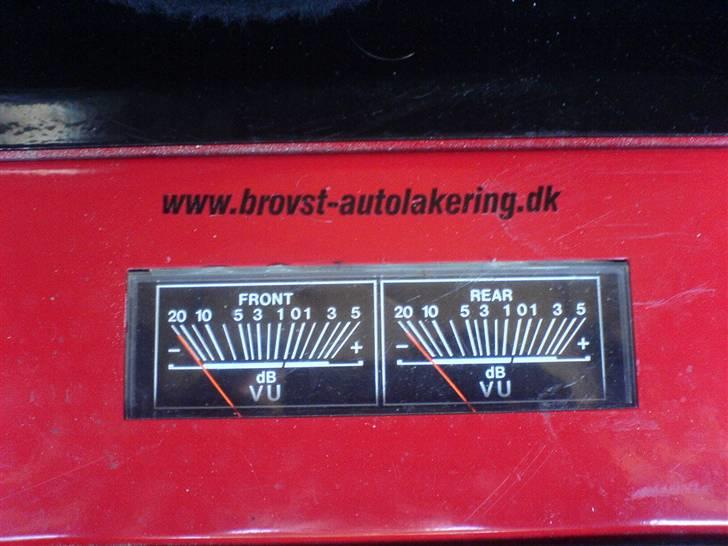 www.brovst-autolakering.dk
FRONT
20 10 5 3 1 0 1 3 5
- +
dB
VU
REAR
20 10 5 3 1 0 1 3 5
- +
dB
VU